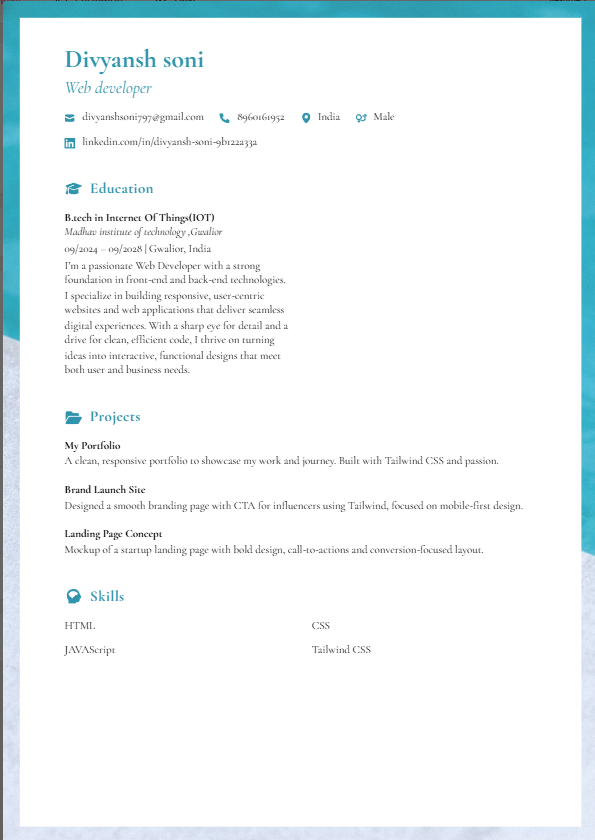 Divyansh soni
Web developer
divyanshsoni797@gmail.com 8960161952 India Male
linkedin.com/in/divyansh-soni-9b122a33a
Education
B.tech in Internet Of Things(IOT)
Madhav institute of technology ,Gwalior
09/2024 – 09/2028 | Gwalior, India
I'm a passionate Web Developer with a strong
foundation in front-end and back-end technologies.
I specialize in building responsive, user-centric
websites and web applications that deliver seamless
digital experiences. With a sharp eye for detail and a
drive for clean, efficient code, I thrive on turning
ideas into interactive, functional designs that meet
both user and business needs.
Projects
My Portfolio
A clean, responsive portfolio to showcase my work and journey. Built with Tailwind CSS and passion.
Brand Launch Site
Designed a smooth branding page with CTA for influencers using Tailwind, focused on mobile-first design.
Landing Page Concept
Mockup of a startup landing page with bold design, call-to-actions and conversion-focused layout.
Skills
HTML CSS
JAVAScript Tailwind CSS